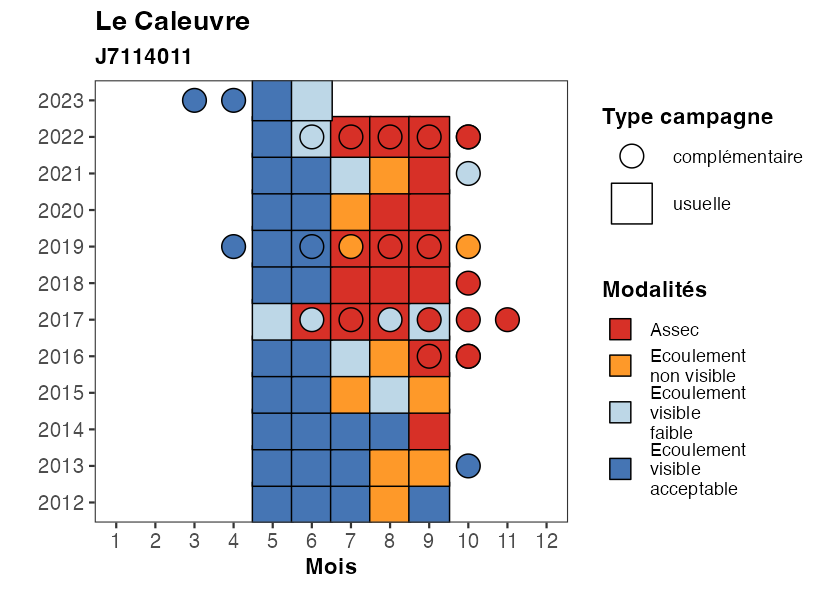 Le Caleuvre
J7114011
2023
2022
2021
2020
2019
2018
2017
2016
2015
2014
2013
2012
1 2 3 4 5 6 7 8 9 10 11 12
Mois
Type campagne
complémentaire
usuelle
Modalités
Assec
Ecoulement
non visible
Ecoulement
visible
faible
Ecoulement
visible
acceptable